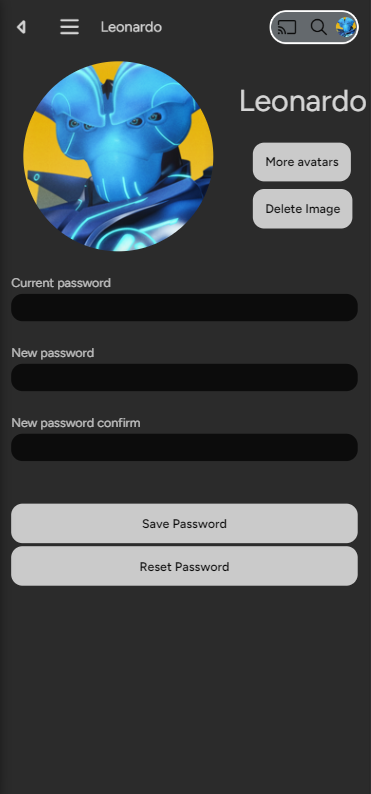 Leonardo
Leonardo
More avatars
Delete Image
Current password
New password
New password confirm
Save Password
Reset Password